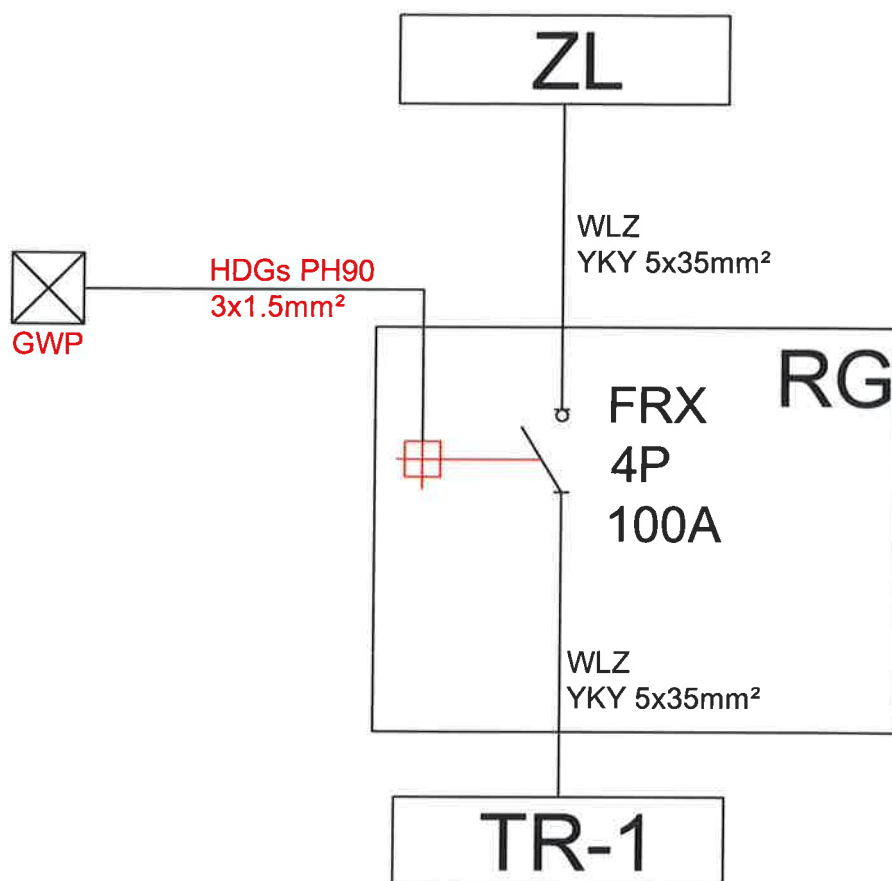 ZL
WLZ
YKY 5x35mm²
HDGs PH90
3x1.5mm²
GWP
RG
FRX
4P
100A
WLZ
YKY 5x35mm²
TR-1